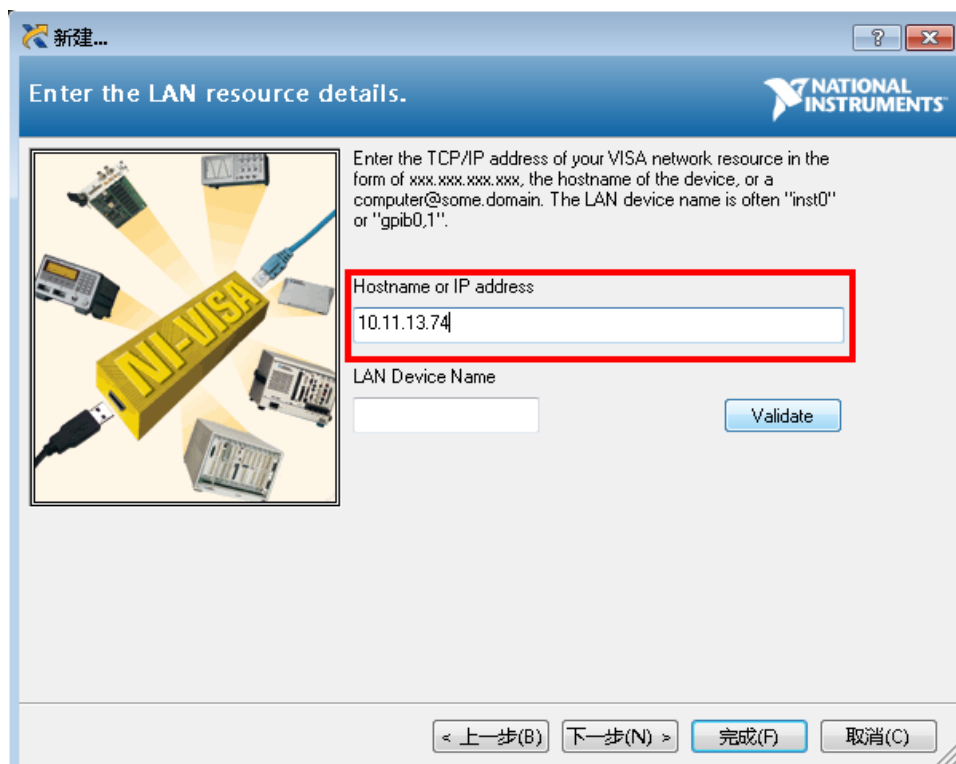 新建...
Enter the LAN resource details.
NATIONAL
INSTRUMENTS
Enter the TCP/IP address of your VISA network resource in the
form of xxx.xxx.xxx.xxx, the hostname of the device, or a
computer@some.domain. The LAN device name is often "inst0"
or "gpib0,1".
NI-VISA
Hostname or IP address
10.11.13.74
LAN Device Name
Validate
< 上一步(B) 下一步(N) > 完成(F) 取消(C)